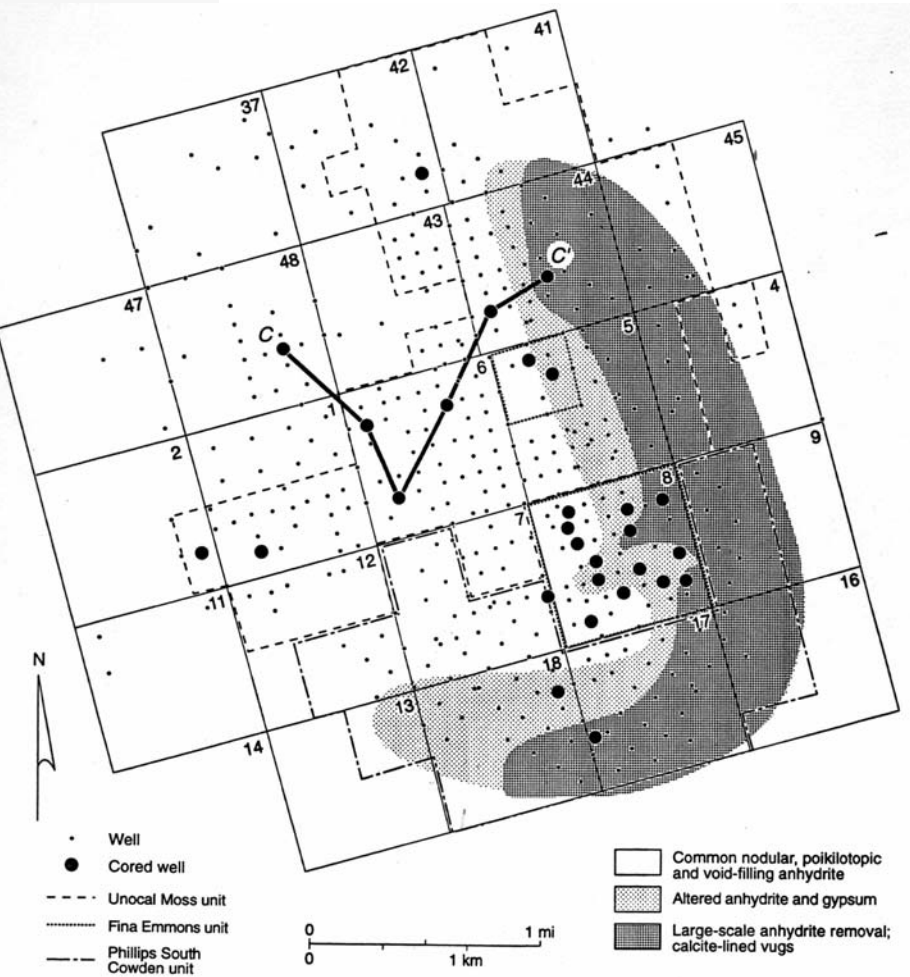 41
42
37
45
44
43
C'
48
47
4
5
C
6
1
2
9
8
7
12
16
11
17
18
13
14
N
Well
Cored well
Unocal Moss unit
Fina Emmons unit
Phillips South
Cowden unit
0 1 mi
0 1 km
Common nodular, poikilotopic
and void-filling anhydrite
Altered anhydrite and gypsum
Large-scale anhydrite removal;
calcite-lined vugs